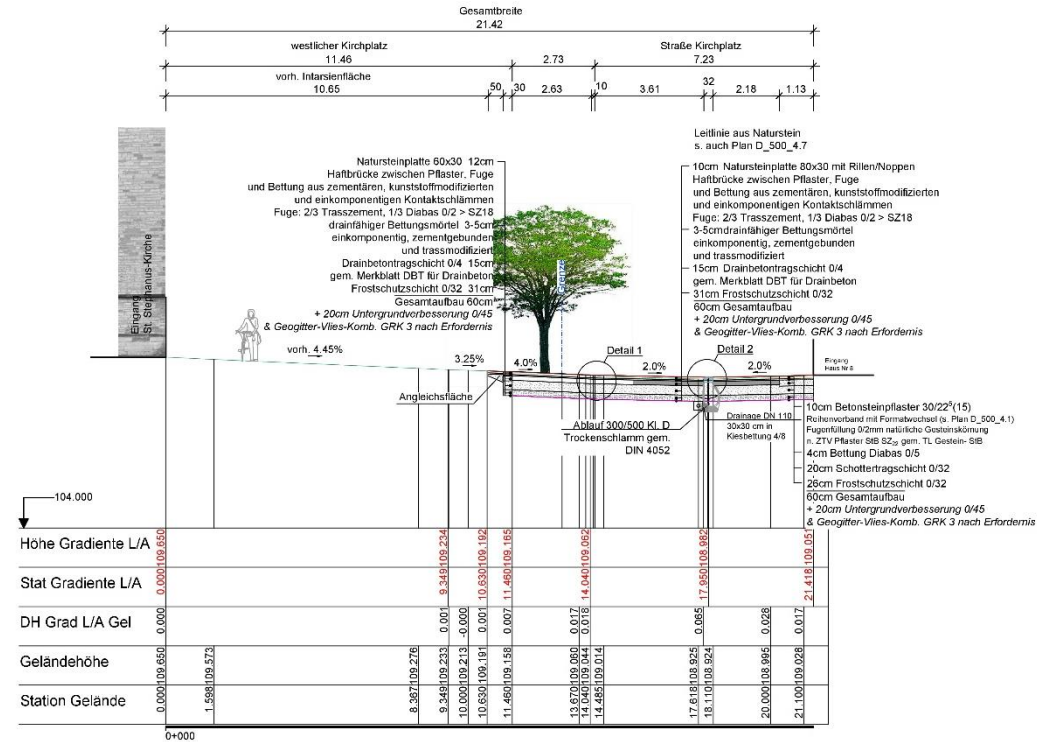 Gesamtbreite
21.42
westlicher Kirchplatz
11.46
2.73
Straße Kirchplatz
7.23
vorh. Intarsienfläche
10.65
50
30
2.63
10
3.61
32
2.18
1.13
Leitlinie aus Naturstein
s. auch Plan D_500_4.7
Natursteinplatte 60x30 12cm
Haftbrücke zwischen Pflaster, Fuge
und Bettung aus zementären, kunststoffmodifizierten
und einkomponentigen Kontaktschlämmen
Fuge: 2/3 Trasszement, 1/3 Diabas 0/2 > SZ18
drainfähiger Bettungsmörtel 3-5cm
einkomponentig, zementgebunden
und trassmodifiziert
Drainbetontragschicht 0/4 15cm
gem. Merkblatt DBT für Drainbeton
Frostschutzschicht 0/32 31cm
Gesamtaufbau 60cm
+ 20cm Untergrundverbesserung 0/45
& Geogitter-Vlies-Komb. GRK 3 nach Erfordernis
10cm Natursteinplatte 80x30 mit Rillen/Noppen
Haftbrücke zwischen Pflaster, Fuge
und Bettung aus zementären, kunststoffmodifizierten
und einkomponentigen Kontaktschlämmen
Fuge: 2/3 Trasszement, 1/3 Diabas 0/2 > SZ18
3-5cmdrainfähiger Bettungsmörtel
einkomponentig, zementgebunden
und trassmodifiziert
15cm Drainbetontragschicht 0/4
gem. Merkblatt DBT für Drainbeton
31cm Frostschutzschicht 0/32
60cm Gesamtaufbau
+ 20cm Untergrundverbesserung 0/45
& Geogitter-Vlies-Komb. GRK 3 nach Erfordernis
Eingang
St. Stephanus-Kirche
Grenze
vorh. 4.45%
3.25%
4.0%
Detail 1
2.0%
Detail 2
2.0%
Eingang
Haus Nr 8
Angleichsfläche
Ablauf 300/500 Kl. D
Trockenschlamm gem.
DIN 4052
Drainage DN 110
30x30 cm in
Kiesbettung 4/8
10cm Betonsteinpflaster 30/22⁵(15)
Reihenverband mit Formatwechsel (s. Plan D_500_4.1)
Fugenfüllung 0/2mm natürliche Gesteinskörnung
n. ZTV Pflaster StB SZ₂₉ gem. TL Gestein- StB
4cm Bettung Diabas 0/5
20cm Schottertragschicht 0/32
26cm Frostschutzschicht 0/32
60cm Gesamtaufbau
+ 20cm Untergrundverbesserung 0/45
& Geogitter-Vlies-Komb. GRK 3 nach Erfordernis
104.000
Höhe Gradiente L/A 109.650 109.234 109.192 109.165 109.062 108.982 109.051
Stat Gradiente L/A 0.000 9.349 10.630 11.460 14.040 17.950 21.418
DH Grad L/A Gel 0.000 0.001 -0.000 0.001 0.007 0.017 0.018 0.065 0.028 0.017
Geländehöhe 109.650 109.573 109.276 109.233 109.213 109.191 109.158 109.060 109.044 109.014 108.925 108.924 108.995 109.028
Station Gelände 0.000 1.598 8.367 9.349 10.000 10.630 11.460 13.670 14.040 14.485 17.618 18.110 20.000 21.100
0+000